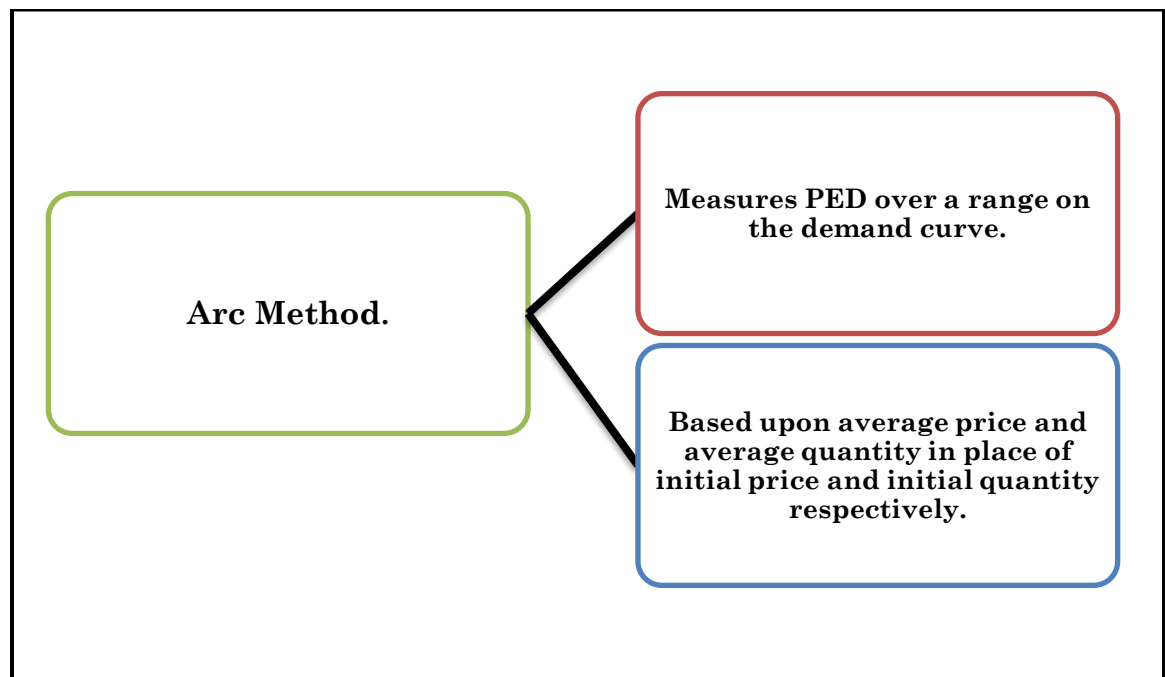 Arc Method.
Measures PED over a range on
the demand curve.
Based upon average price and
average quantity in place of
initial price and initial quantity
respectively.